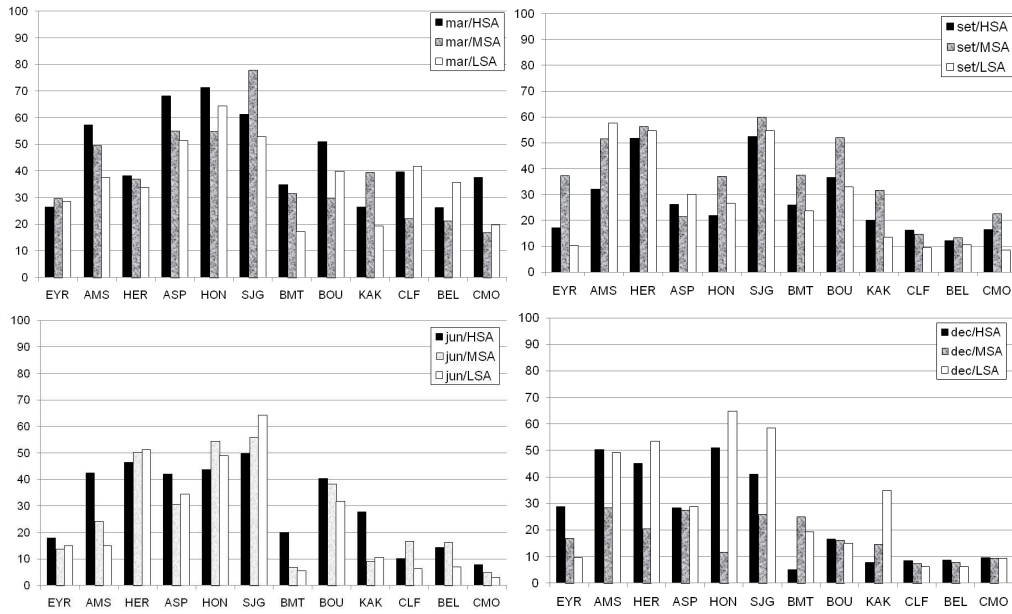 100
90
80
70
60
50
40
30
20
10
0
mar/HSA
mar/MSA
mar/LSA
EYR AMS HER ASP HON SJG BMT BOU KAK CLF BEL CMO
100
90
80
70
60
50
40
30
20
10
0
set/HSA
set/MSA
set/LSA
EYR AMS HER ASP HON SJG BMT BOU KAK CLF BEL CMO
100
90
80
70
60
50
40
30
20
10
0
jun/HSA
jun/MSA
jun/LSA
EYR AMS HER ASP HON SJG BMT BOU KAK CLF BEL CMO
100
90
80
70
60
50
40
30
20
10
0
dec/HSA
dec/MSA
dec/LSA
EYR AMS HER ASP HON SJG BMT BOU KAK CLF BEL CMO